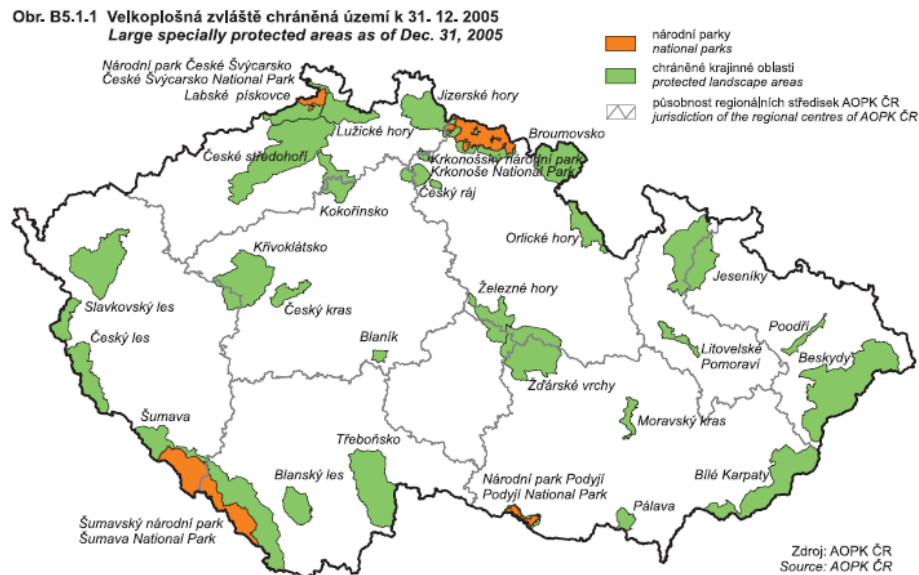 Obr. B5.1.1 Velkoplošná zvláště chráněná území k 31. 12. 2005
Large specially protected areas as of Dec. 31, 2005
národní parky
national parks
chráněné krajinné oblasti
protected landscape areas
působnost regionálních středisek AOPK ČR
jurisdiction of the regional centres of AOPK ČR
Národní park České Švýcarsko
České Švýcarsko National Park
Labské pískovce
Jizerské hory
Lužické hory
Broumovsko
České středohoří
Krkonošský národní park
Krkonoše National Park
Český ráj
Kokořínsko
Orlické hory
Křivoklátsko
Jeseníky
Slavkovský les
Český kras
Železné hory
Český les
Blaník
Litovelské
Pomoraví
Poodří
Beskydy
Žďárské vrchy
Moravský kras
Šumava
Třeboňsko
Blanský les
Národní park Podyjí
Podyjí National Park
Bílé Karpaty
Pálava
Šumavský národní park
Šumava National Park
Zdroj: AOPK ČR
Source: AOPK ČR